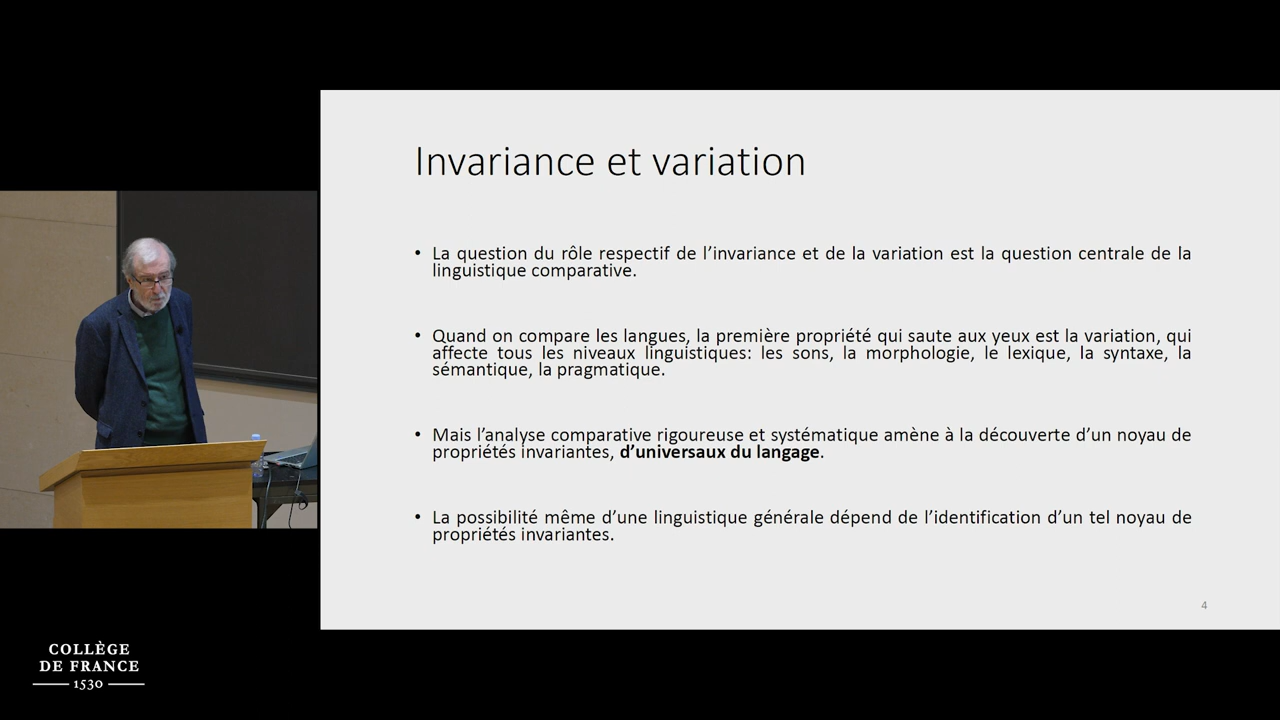 Invariance et variation
• La question du rôle respectif de l’invariance et de la variation est la question centrale de la
linguistique comparative.
• Quand on compare les langues, la première propriété qui saute aux yeux est la variation, qui
affecte tous les niveaux linguistiques: les sons, la morphologie, le lexique, la syntaxe, la
sémantique, la pragmatique.
• Mais l’analyse comparative rigoureuse et systématique amène à la découverte d’un noyau de
propriétés invariantes, d’universaux du langage.
• La possibilité même d’une linguistique générale dépend de l’identification d’un tel noyau de
propriétés invariantes.
4
COLLÈGE
DE FRANCE
1530